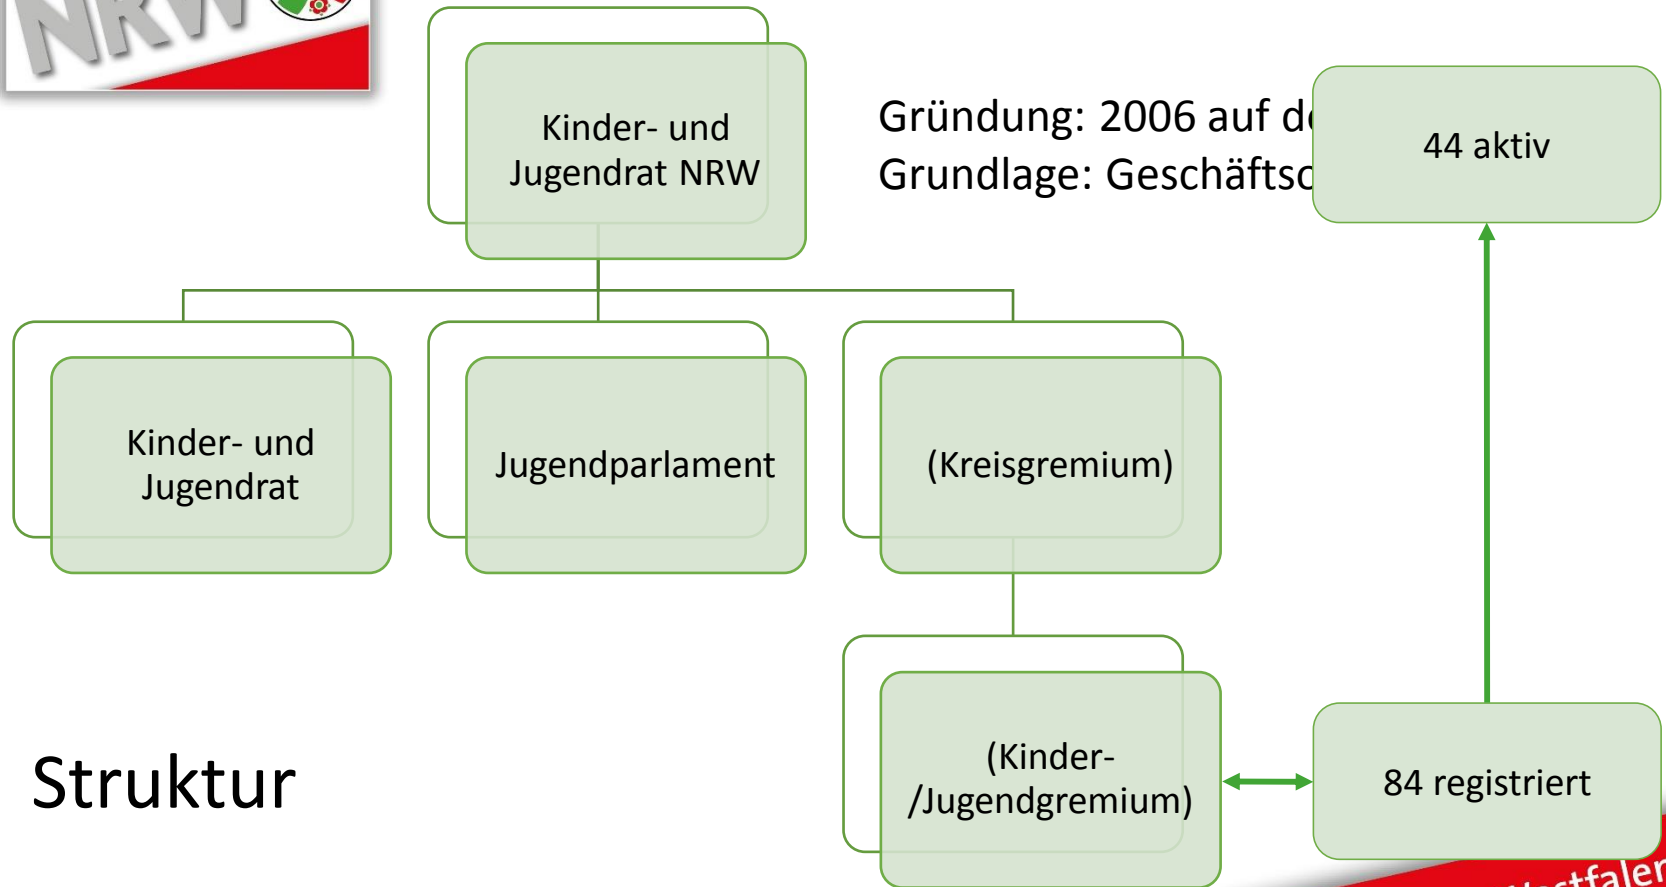 NRW
Kinder- und
Jugendrat NRW
Gründung: 2006 auf
Grundlage:
44 aktiv
Kinder- und
Jugendrat
Jugendparlament
(Kreisgremium)
(Kinder-
/Jugendgremium)
84 registriert
Struktur